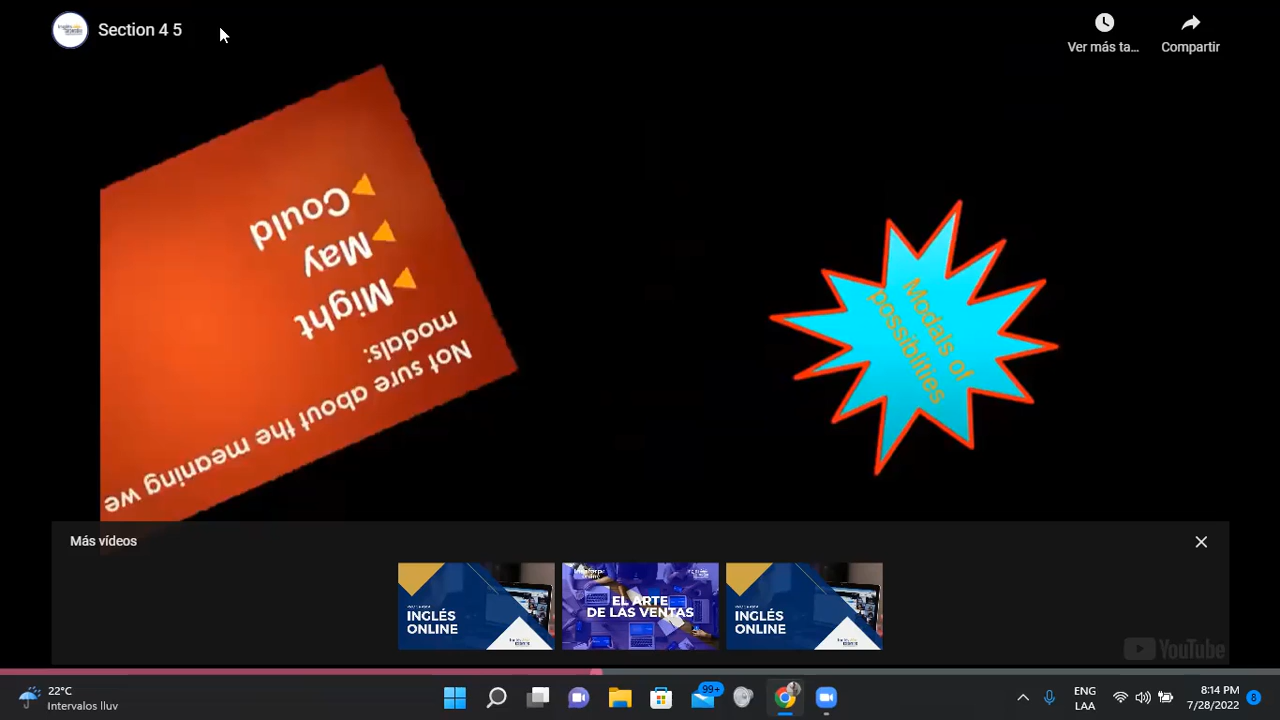 Section 4 5
Ver más ta...
Compartir
Not sure about the meaning we
modals:
Might
May
Could
Modals of
possibilities
Más vídeos
INGLÉS
ONLINE
EL ARTE
DE LAS VENTAS
INGLÉS
ONLINE
YouTube
22°C
Intervalos lluv
99+
ENG
LAA
8:14 PM
7/28/2022
8